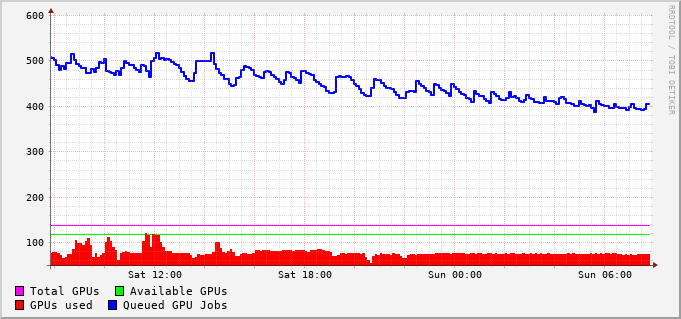 600
500
400
300
200
100
Sat 12:00 Sat 18:00 Sun 00:00 Sun 06:00
Total GPUs Available GPUs
GPUs used Queued GPU Jobs
RRDTOOL / TOBI OETIKER